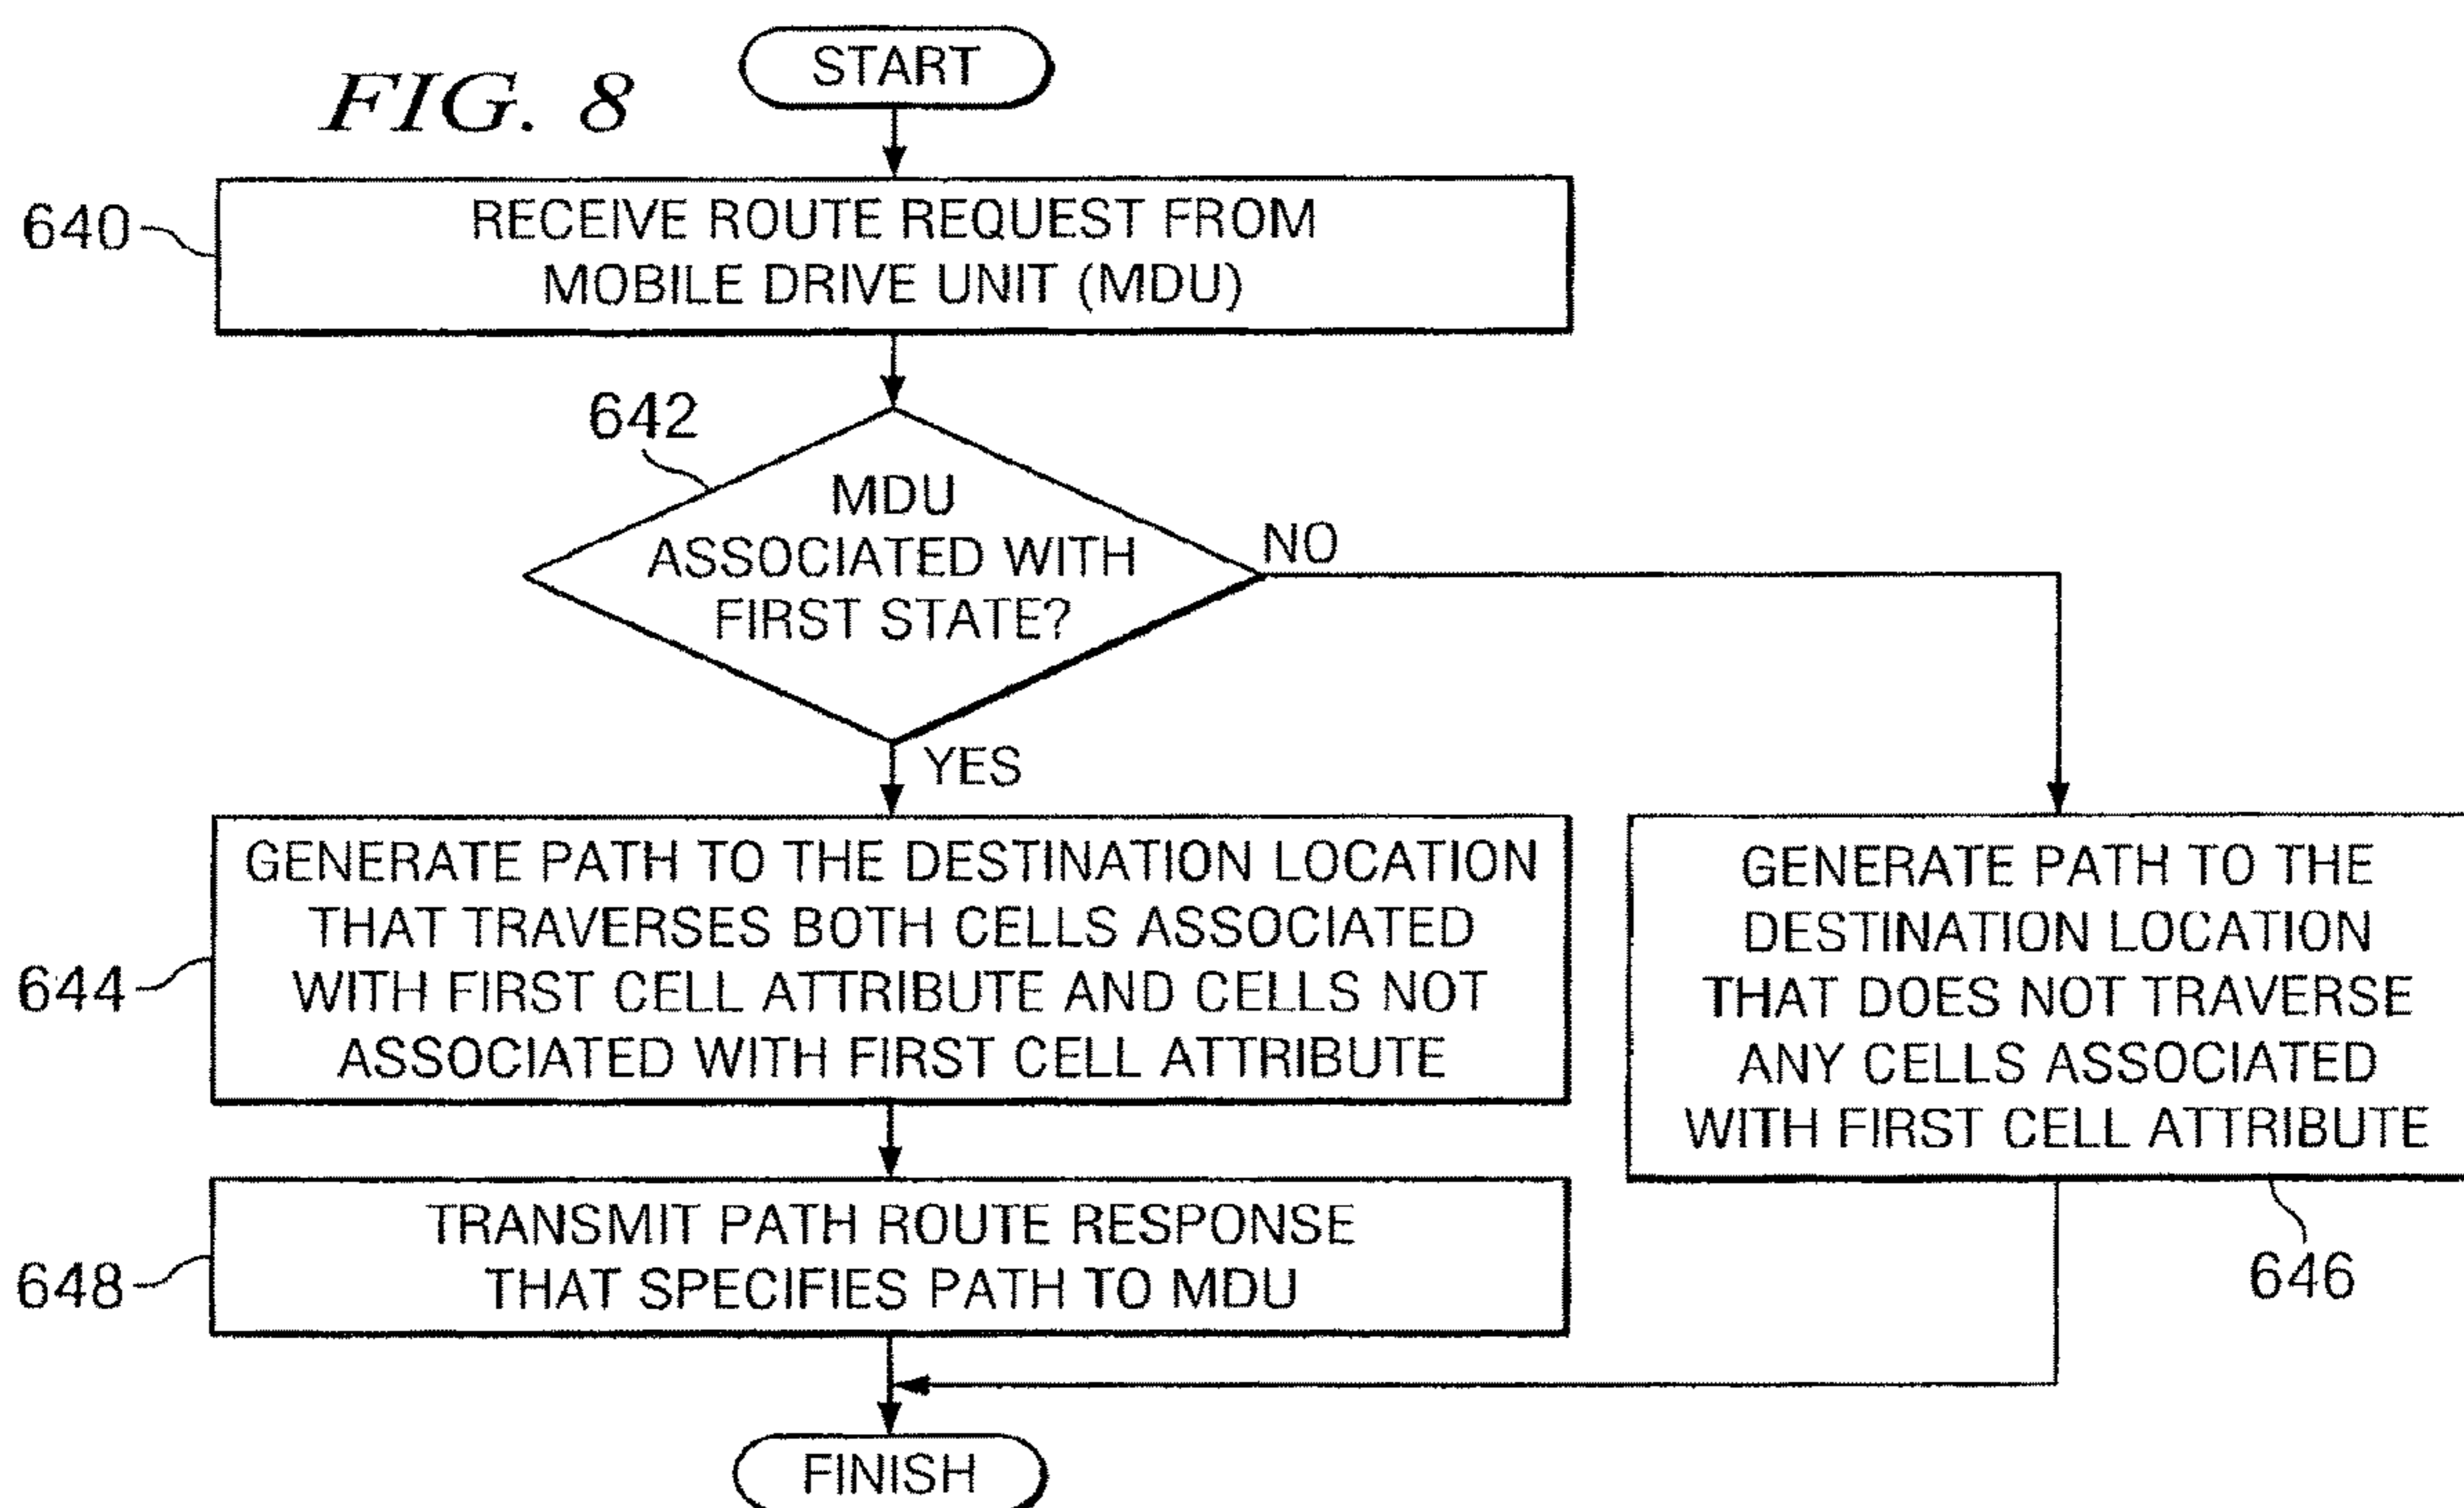 FIG. 8
START
640
RECEIVE ROUTE REQUEST FROM
MOBILE DRIVE UNIT (MDU)
642
MDU
ASSOCIATED WITH
FIRST STATE?
NO
YES
644
GENERATE PATH TO THE DESTINATION LOCATION
THAT TRAVERSES BOTH CELLS ASSOCIATED
WITH FIRST CELL ATTRIBUTE AND CELLS NOT
ASSOCIATED WITH FIRST CELL ATTRIBUTE
GENERATE PATH TO THE
DESTINATION LOCATION
THAT DOES NOT TRAVERSE
ANY CELLS ASSOCIATED
WITH FIRST CELL ATTRIBUTE
646
648
TRANSMIT PATH ROUTE RESPONSE
THAT SPECIFIES PATH TO MDU
FINISH